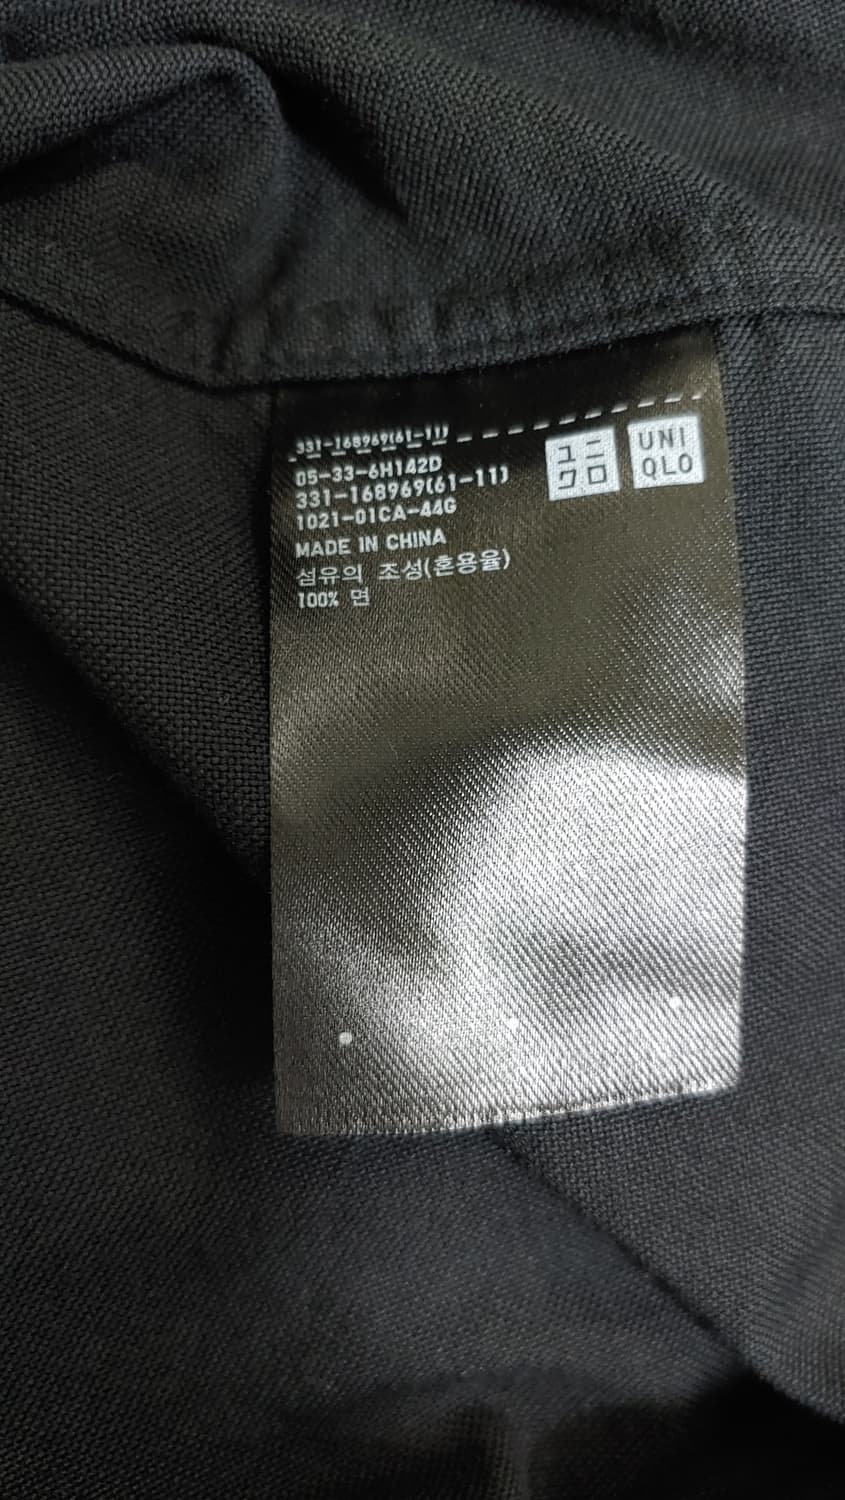 331-168969(61-11)
05-33-6H142D
331-168969(61-11)
1021-01CA-44G
MADE IN CHINA
섬유의 조성(혼용율)
100% 면
ユニ
クロ
UNI
QLO